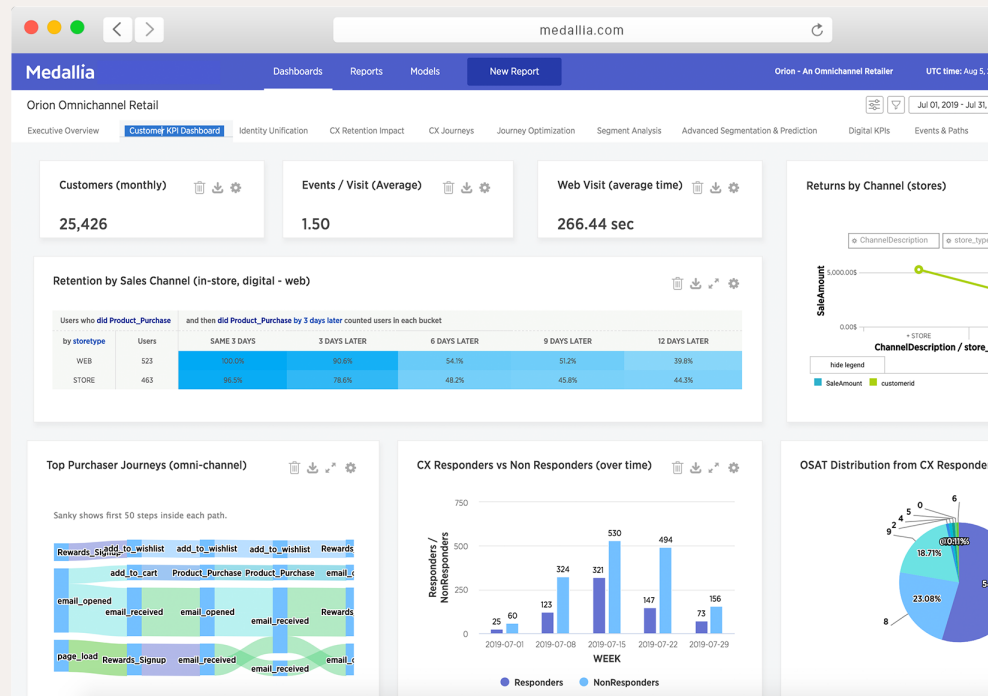 medallia.com
Medallia
Dashboards Reports Models New Report Orion - An Omnichannel Retailer UTC time: Aug 5,
Orion Omnichannel Retail
Jul 01, 2019 - Jul 31,
Executive Overview Customer KPI Dashboard Identity Unification CX Retention Impact CX Journeys Journey Optimization Segment Analysis Advanced Segmentation & Prediction Digital KPIs Events & Paths
Customers (monthly)
25,426
Events / Visit (Average)
1.50
Web Visit (average time)
266.44 sec
Returns by Channel (stores)
ChannelDescription store_type
SaleAmount
5,000.00$
0.00$
+ STORE
ChannelDescription / store_
hide legend
SaleAmount customerid
Retention by Sales Channel (in-store, digital - web)
Users who did Product_Purchase and then did Product_Purchase by 3 days later counted users in each bucket
by storetype Users SAME 3 DAYS 3 DAYS LATER 6 DAYS LATER 9 DAYS LATER 12 DAYS LATER
WEB 523 100.0% 90.6% 54.1% 51.2% 39.8%
STORE 463 96.5% 78.6% 48.2% 45.8% 44.3%
Top Purchaser Journeys (omni-channel)
Sanky shows first 50 steps inside each path.
Rewards_Signup add_to_wishlist add_to_wishlist add_to_wishlist Rewards
add_to_cart Product_Purchase Product_Purchase email_
email_opened
email_received email_opened Rewards
email_received
page_load Rewards_Signup email_received email_
email_received
CX Responders vs Non Responders (over time)
Responders /
NonResponders
750
500
250
0
25 60 123 324 321 530 147 494 73 156
2019-07-01 2019-07-08 2019-07-15 2019-07-22 2019-07-29
WEEK
Responders NonResponders
OSAT Distribution from CX Responde
6
0
5
4
2
9
18.71%
23.08%
8